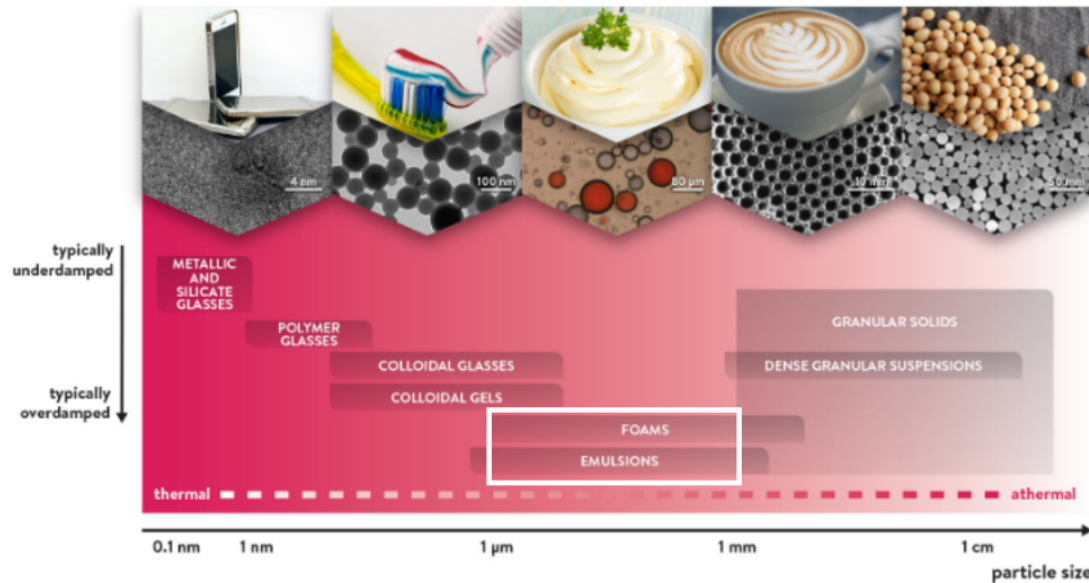 4 nm
100 nm
80 μm
50 mm
typically
underdamped
METALLIC
AND
SILICATE
GLASSES
POLYMER
GLASSES
GRANULAR SOLIDS
COLLOIDAL GLASSES
DENSE GRANULAR SUSPENSIONS
typically
overdamped
COLLOIDAL GELS
FOAMS
EMULSIONS
thermal
athermal
0.1 nm
1 nm
1 μm
1 mm
1 cm
particle size